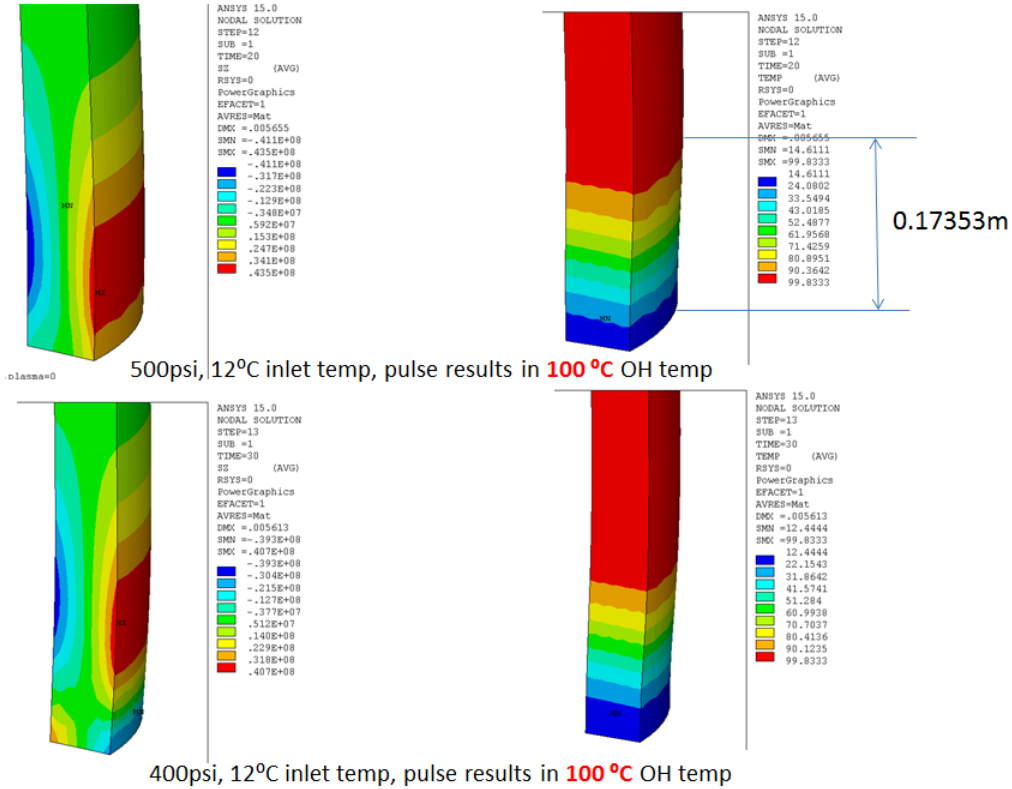 ANSYS 15.0
NODAL SOLUTION
STEP=12
SUB =1
TIME=20
SZ (AVG)
RSYS=0
PowerGraphics
EFACET=1
AVRES=Mat
DMX =.005655
SMN =-.411E+08
SMX =.435E+08
-.411E+08
-.317E+08
-.223E+08
-.129E+08
-.348E+07
.592E+07
.153E+08
.247E+08
.341E+08
.435E+08
MN
MX
ANSYS 15.0
NODAL SOLUTION
STEP=12
SUB =1
TIME=20
TEMP (AVG)
RSYS=0
PowerGraphics
EFACET=1
AVRES=Mat
DMX =.005655
SMN =14.6111
SMX =99.8333
14.6111
24.0802
33.5494
43.0185
52.4877
61.9568
71.4259
80.8951
90.3642
99.8333
MN
0.17353m
.plasma=0
500psi, 12⁰C inlet temp, pulse results in 100 ⁰C OH temp
ANSYS 15.0
NODAL SOLUTION
STEP=13
SUB =1
TIME=30
SZ (AVG)
RSYS=0
PowerGraphics
EFACET=1
AVRES=Mat
DMX =.005613
SMN =-.393E+08
SMX =.407E+08
-.393E+08
-.304E+08
-.215E+08
-.127E+08
-.377E+07
.512E+07
.140E+08
.229E+08
.318E+08
.407E+08
MX
MN
ANSYS 15.0
NODAL SOLUTION
STEP=13
SUB =1
TIME=30
TEMP (AVG)
RSYS=0
PowerGraphics
EFACET=1
AVRES=Mat
DMX =.005613
SMN =12.4444
SMX =99.8333
12.4444
22.1543
31.8642
41.5741
51.284
60.9938
70.7037
80.4136
90.1235
99.8333
MN
400psi, 12⁰C inlet temp, pulse results in 100 ⁰C OH temp